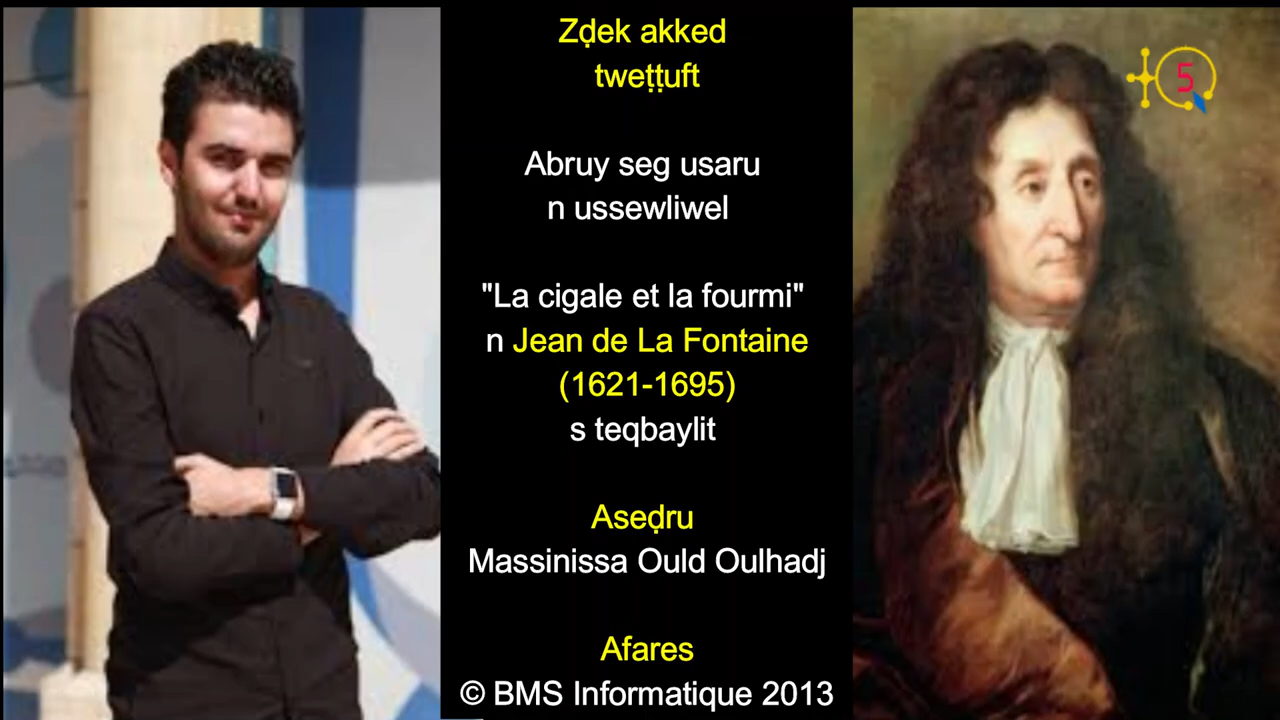 Zḍek akked
tweṭṭuft
Abruy seg usaru
n ussewliwel
"La cigale et la fourmi"
n Jean de La Fontaine
(1621-1695)
s teqbaylit
Aseḍru
Massinissa Ould Oulhadj
Afares
© BMS Informatique 2013
5